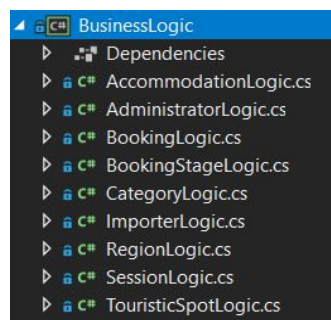 C# BusinessLogic
Dependencies
C# AccommodationLogic.cs
C# AdministratorLogic.cs
C# BookingLogic.cs
C# BookingStageLogic.cs
C# CategoryLogic.cs
C# ImporterLogic.cs
C# RegionLogic.cs
C# SessionLogic.cs
C# TouristicSpotLogic.cs